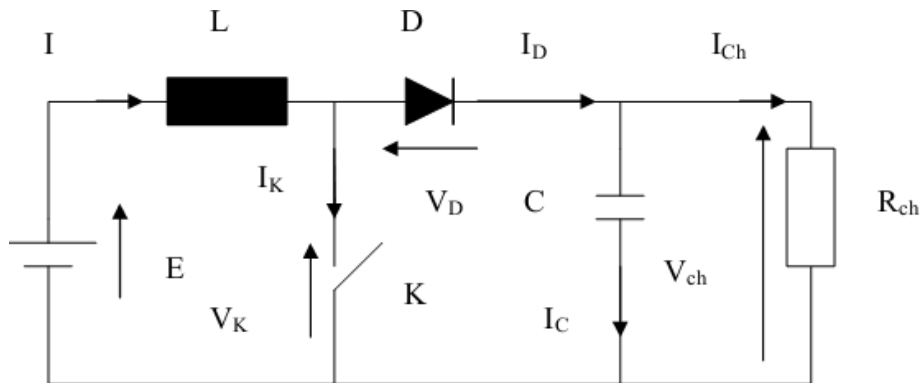 I L D I_D I_Ch
I_K V_D C R_ch
E K V_ch
V_K I_C